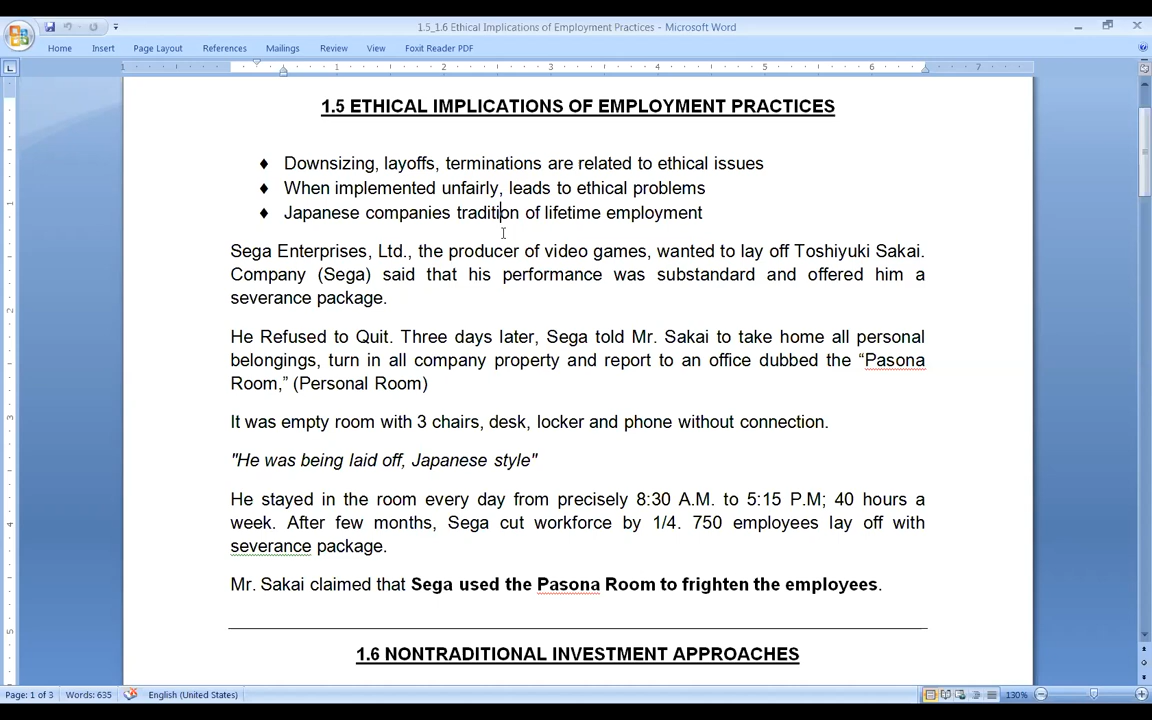 1.5_1.6 Ethical Implications of Employment Practices - Microsoft Word
Home Insert Page Layout References Mailings Review View Foxit Reader PDF
1 1 2 3 4 5 6 7
1.5 ETHICAL IMPLICATIONS OF EMPLOYMENT PRACTICES
♦ Downsizing, layoffs, terminations are related to ethical issues
♦ When implemented unfairly, leads to ethical problems
♦ Japanese companies tradition of lifetime employment
Sega Enterprises, Ltd., the producer of video games, wanted to lay off Toshiyuki Sakai.
Company (Sega) said that his performance was substandard and offered him a
severance package.
He Refused to Quit. Three days later, Sega told Mr. Sakai to take home all personal
belongings, turn in all company property and report to an office dubbed the “Pasona
Room,” (Personal Room)
It was empty room with 3 chairs, desk, locker and phone without connection.
"He was being laid off, Japanese style"
He stayed in the room every day from precisely 8:30 A.M. to 5:15 P.M; 40 hours a
week. After few months, Sega cut workforce by 1/4. 750 employees lay off with
severance package.
Mr. Sakai claimed that Sega used the Pasona Room to frighten the employees.
1.6 NONTRADITIONAL INVESTMENT APPROACHES
Page: 1 of 3 Words: 635 English (United States) 130%